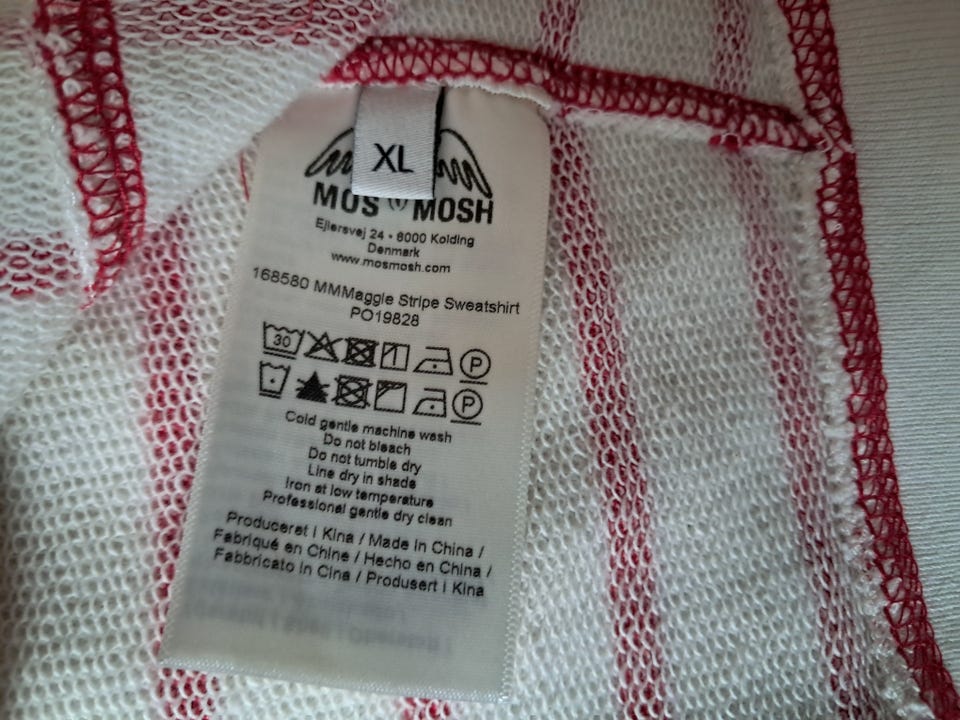 XL
MOS MOSH
Ejlersvej 24 • 8000 Kolding
Denmark
www.mosmosh.com
168580 MMMaggie Stripe Sweatshirt
PO19828
30 P
P
Cold gentle machine wash
Do not bleach
Do not tumble dry
Line dry in shade
Iron at low temperature
Professional gentle dry clean
Produceret i Kina / Made in China /
Fabriqué en Chine / Hecho en China /
Fabbricato in Cina / Produsert i Kina